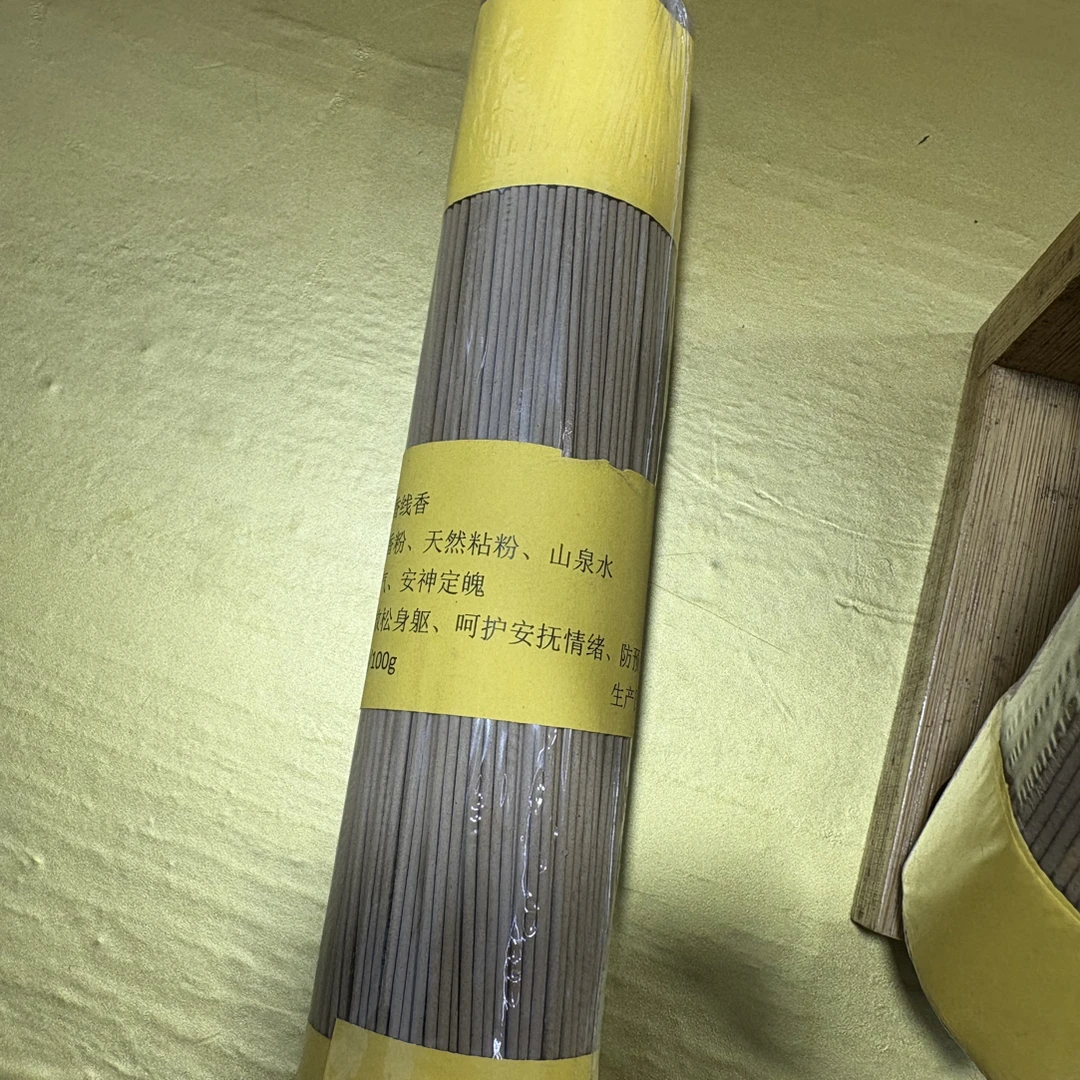 香线香
香粉、天然粘粉、山泉水
、安神定魄
放松身躯、呵护安抚情绪、防预
100g
生产